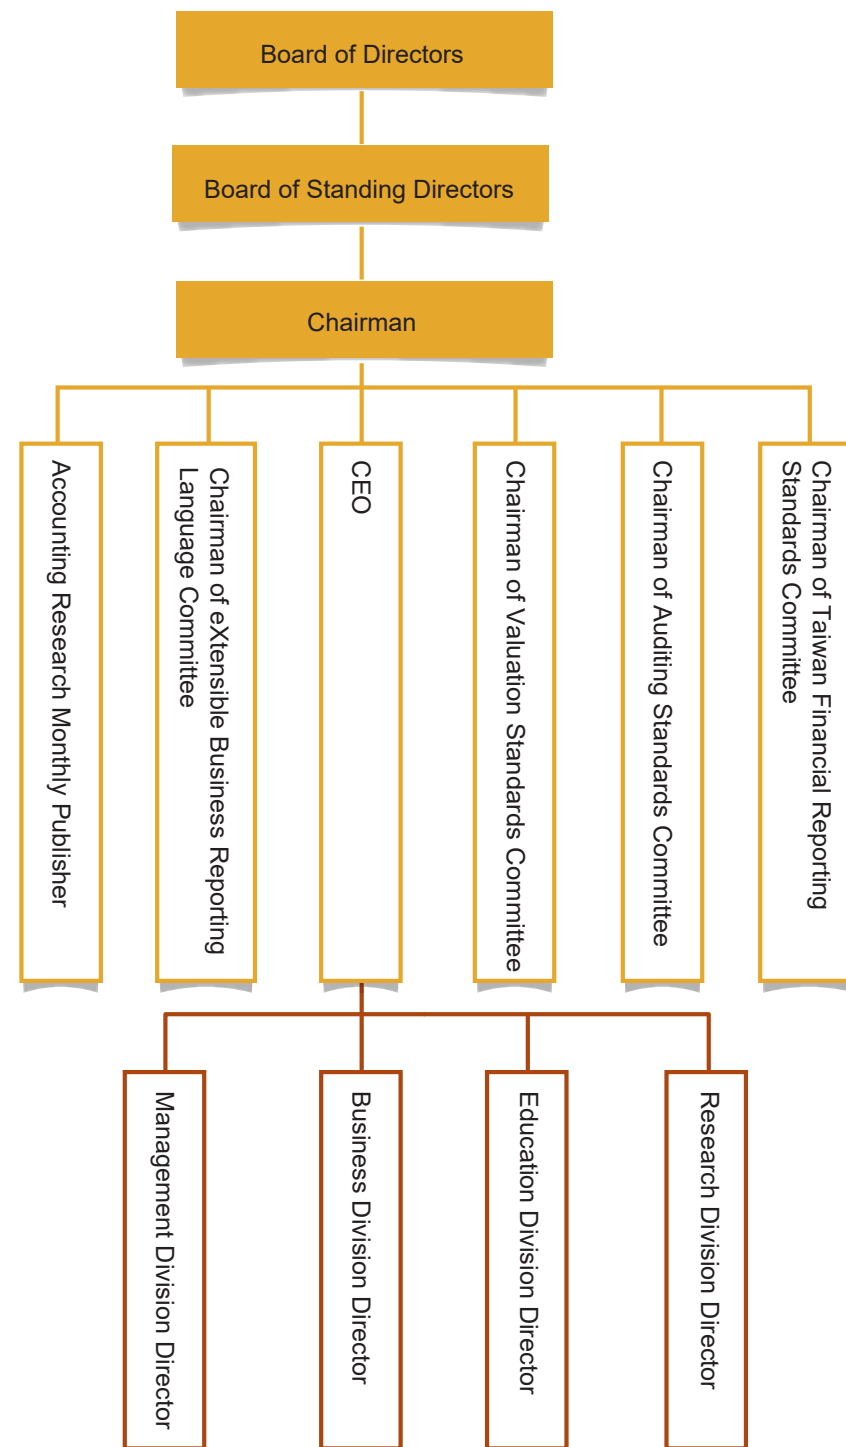 Board of Directors
Board of Standing Directors
Chairman
Accounting Research Monthly Publisher
Chairman of eXtensible Business Reporting
Language Committee
CEO
Chairman of Valuation Standards Committee
Chairman of Auditing Standards Committee
Chairman of Taiwan Financial Reporting
Standards Committee
Management Division Director
Business Division Director
Education Division Director
Research Division Director